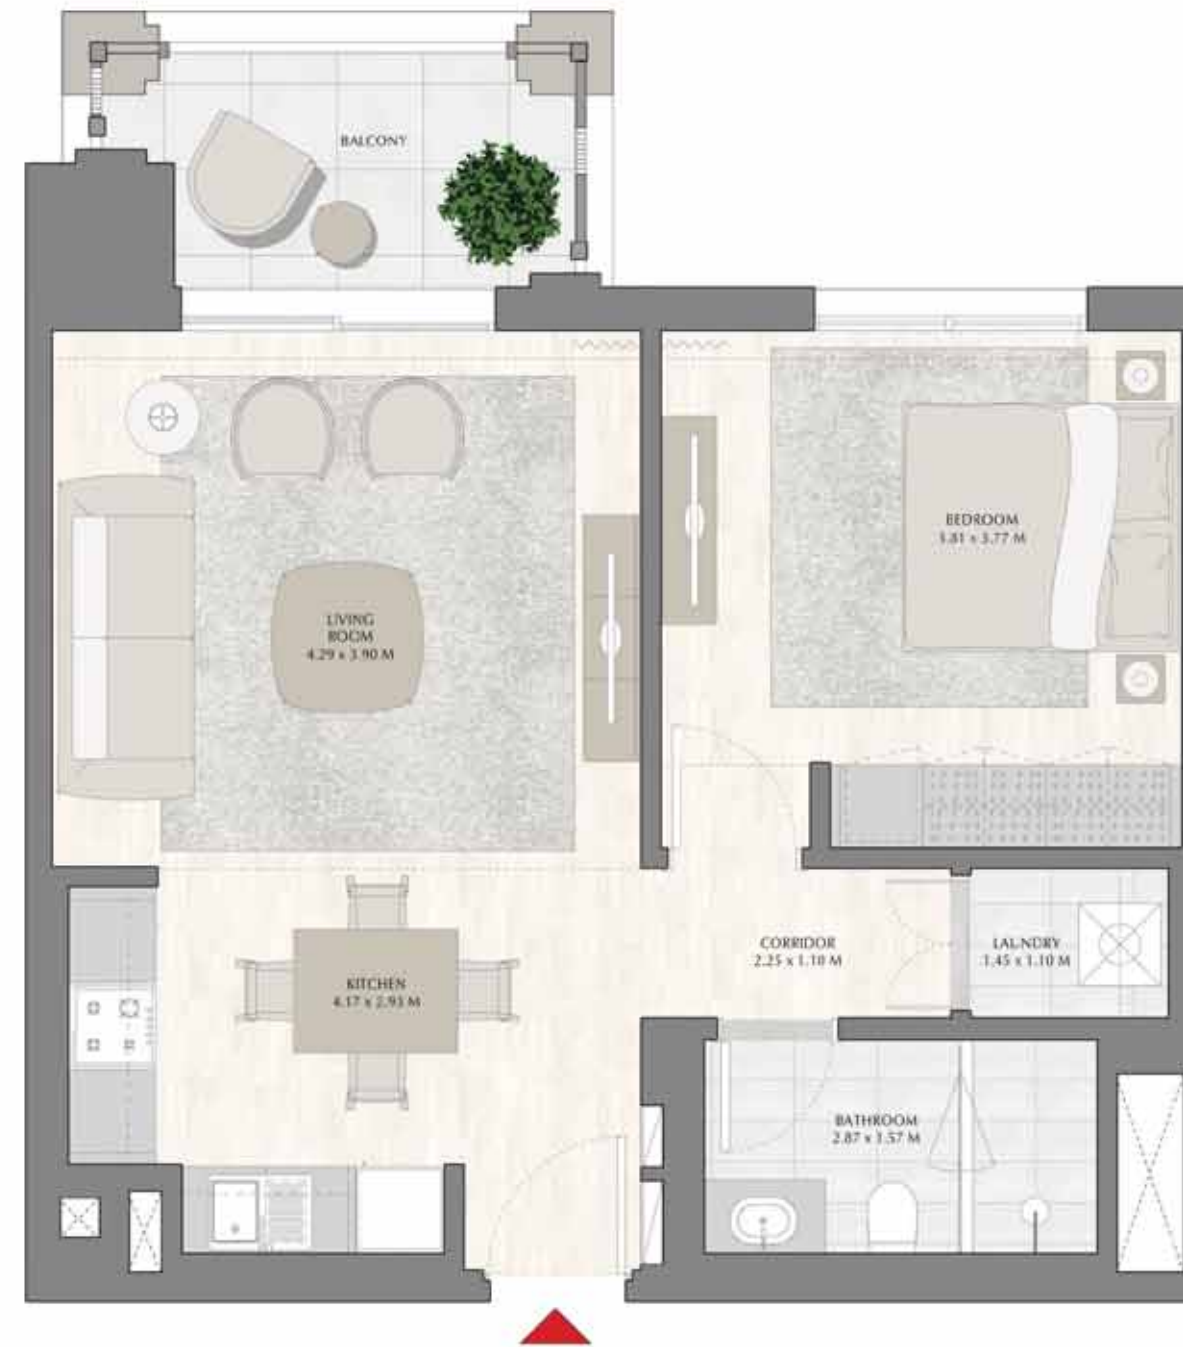 BALCONY
BEDROOM
3.81 x 3.77 M
LIVING
ROOM
4.29 x 3.90 M
CORRIDOR
2.25 x 1.10 M
LAUNDRY
1.45 x 1.10 M
KITCHEN
4.17 x 2.93 M
BATHROOM
2.87 x 1.57 M